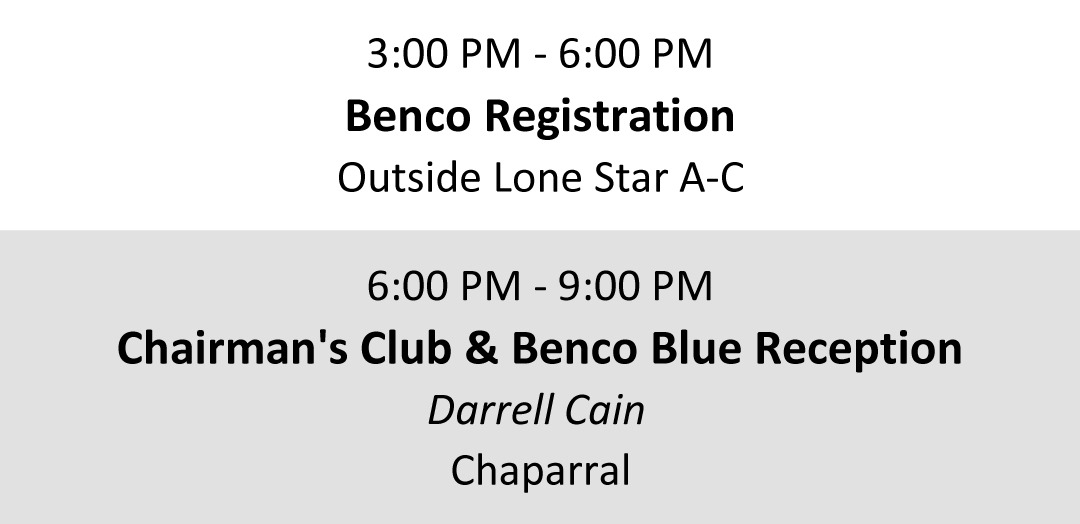 3:00 PM - 6:00 PM
Benco Registration
Outside Lone Star A-C
6:00 PM - 9:00 PM
Chairman's Club & Benco Blue Reception
Darrell Cain
Chaparral